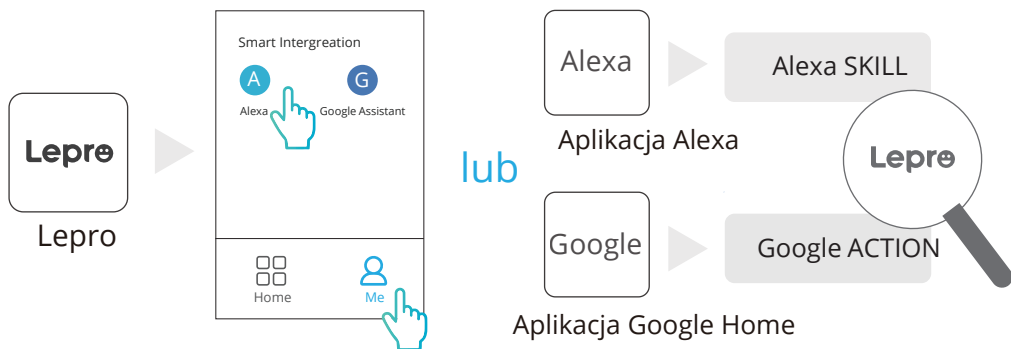 Lepro
Lepro
Smart Intergreation
A
G
Alexa
Google Assistant
Home
Me
lub
Alexa
Alexa SKILL
Aplikacja Alexa
Lepro
Google
Google ACTION
Aplikacja Google Home